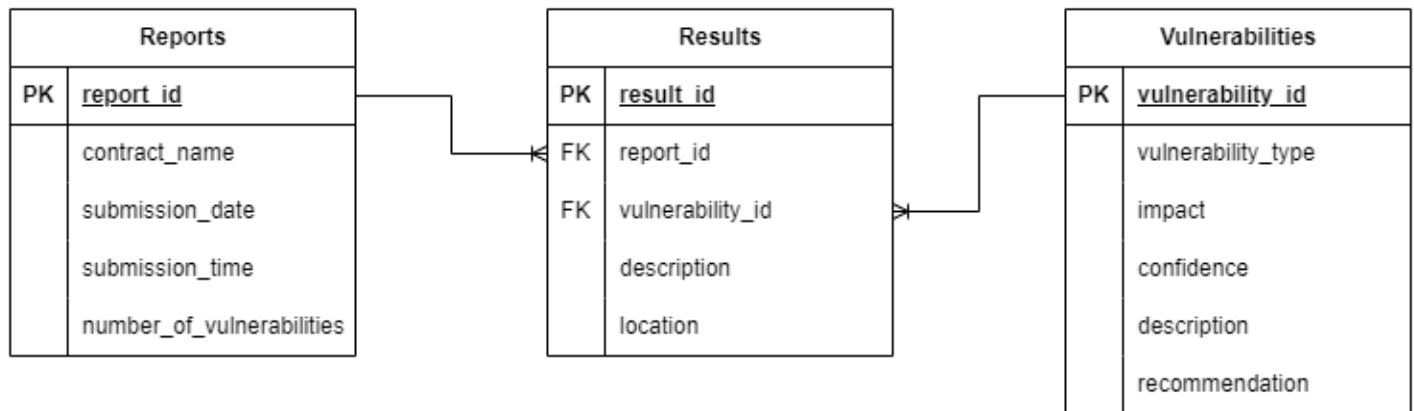 Reports
PK report_id
contract_name
submission_date
submission_time
number_of_vulnerabilities
Results
PK result_id
FK report_id
FK vulnerability_id
description
location
Vulnerabilities
PK vulnerability_id
vulnerability_type
impact
confidence
description
recommendation